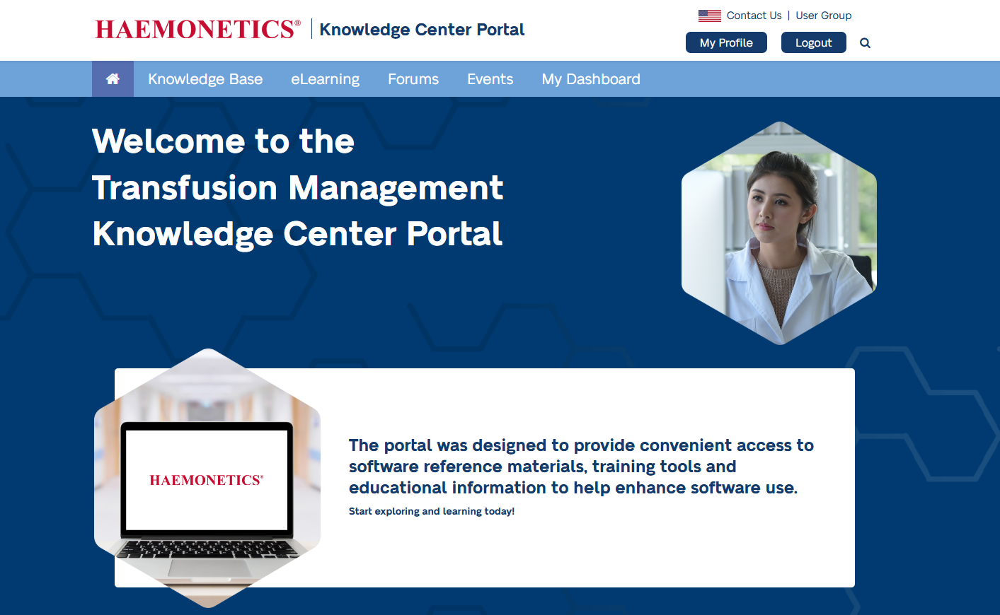 HAEMONETICS®
Knowledge Center Portal
Contact Us | User Group
My Profile
Logout
Knowledge Base
eLearning
Forums
Events
My Dashboard
Welcome to the
Transfusion Management
Knowledge Center Portal
HAEMONETICS®
The portal was designed to provide convenient access to
software reference materials, training tools and
educational information to help enhance software use.
Start exploring and learning today!